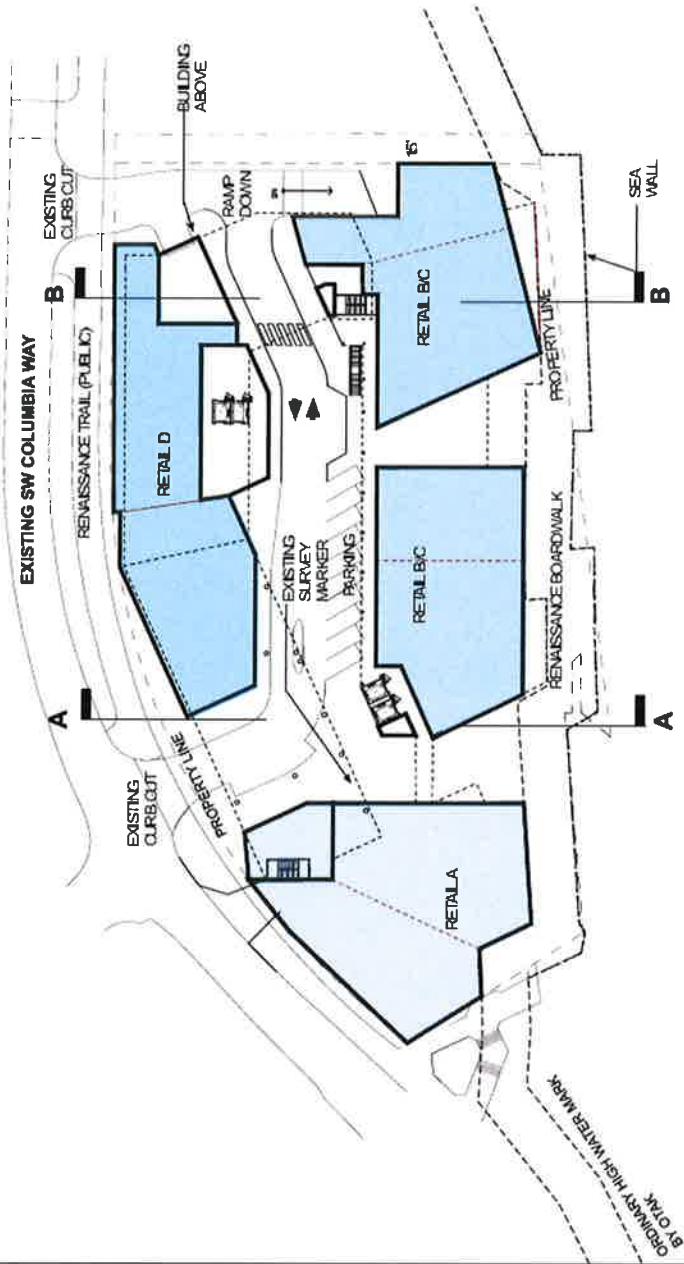 EXISTING SW COLUMBIA WAY
RENAISSANCE TRAIL (PUBLIC)
EXISTING
CURB CUT
BUILDING
ABOVE
B
A
EXISTING
CURB CUT
PROPERTY LINE
RETAIL D
RAMP
DOWN
15'
EXISTING
SURVEY
MARKER
PARKING
RETAIL A
RETAIL B/C
RETAIL B/C
PROPERTY LINE
RENAISSANCE BOARDWALK
SEA
WALL
A
B
ORDINARY HIGH WATER MARK
BY OTAK